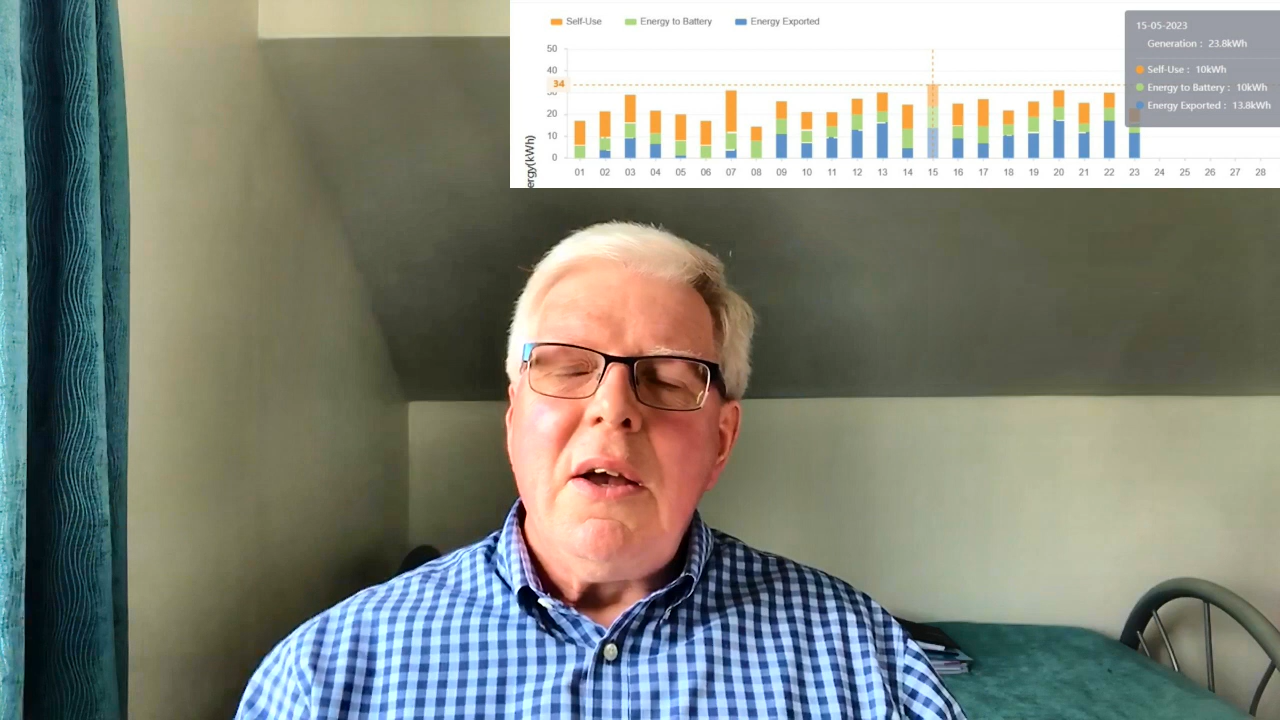 Self-Use Energy to Battery Energy Exported
15-05-2023
Generation : 23.8kWh
Self-Use : 10kWh
Energy to Battery : 10kWh
Energy Exported : 13.8kWh
50
40
34
20
10
0
ergy(kWh)
01 02 03 04 05 06 07 08 09 10 11 12 13 14 15 16 17 18 19 20 21 22 23 24 25 26 27 28